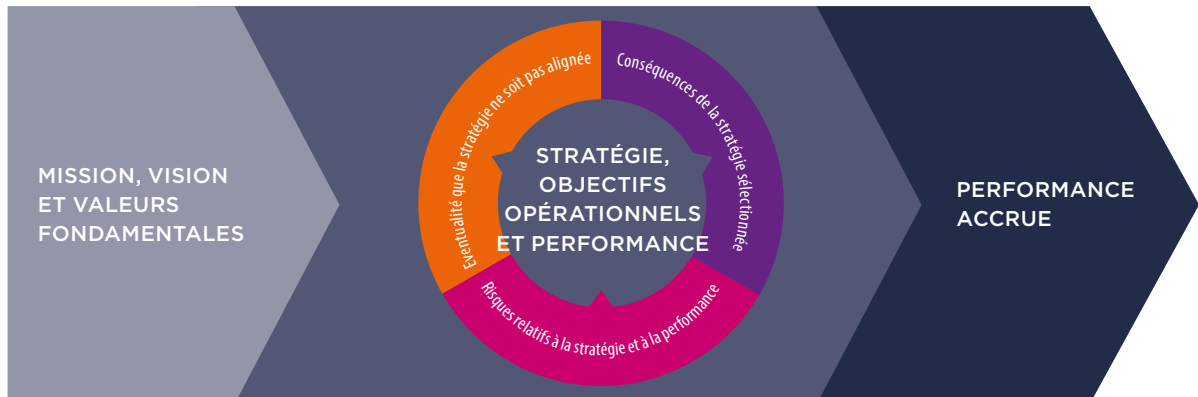 MISSION, VISION
ET VALEURS
FONDAMENTALES
Eventualité que la stratégie ne soit pas alignée
Conséquences de la stratégie sélectionnée
STRATÉGIE,
OBJECTIFS
OPÉRATIONNELS
ET PERFORMANCE
Risques relatifs à la stratégie et à la performance
PERFORMANCE
ACCRUE